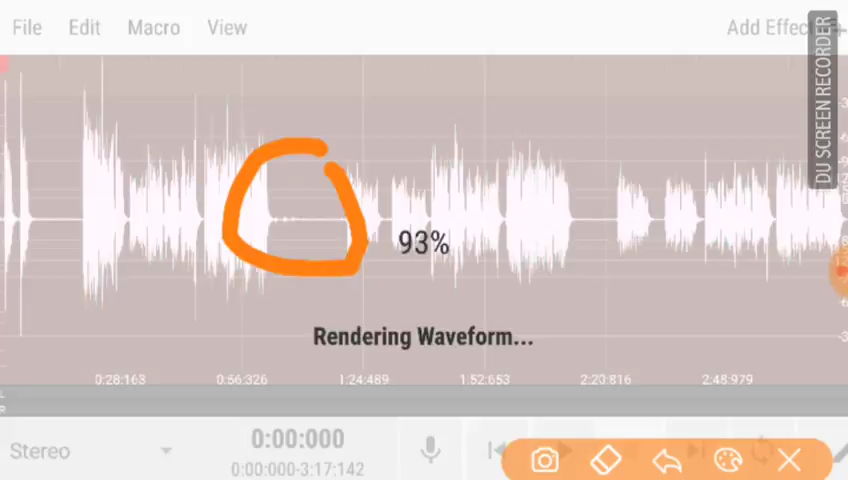 File Edit Macro View Add Effect
DU SCREEN RECORDER
93%
Rendering Waveform...
0:28:163 0:56:326 1:24:489 1:52:653 2:20:816 2:48:979
Stereo
0:00:000
0:00:000-3:17:142